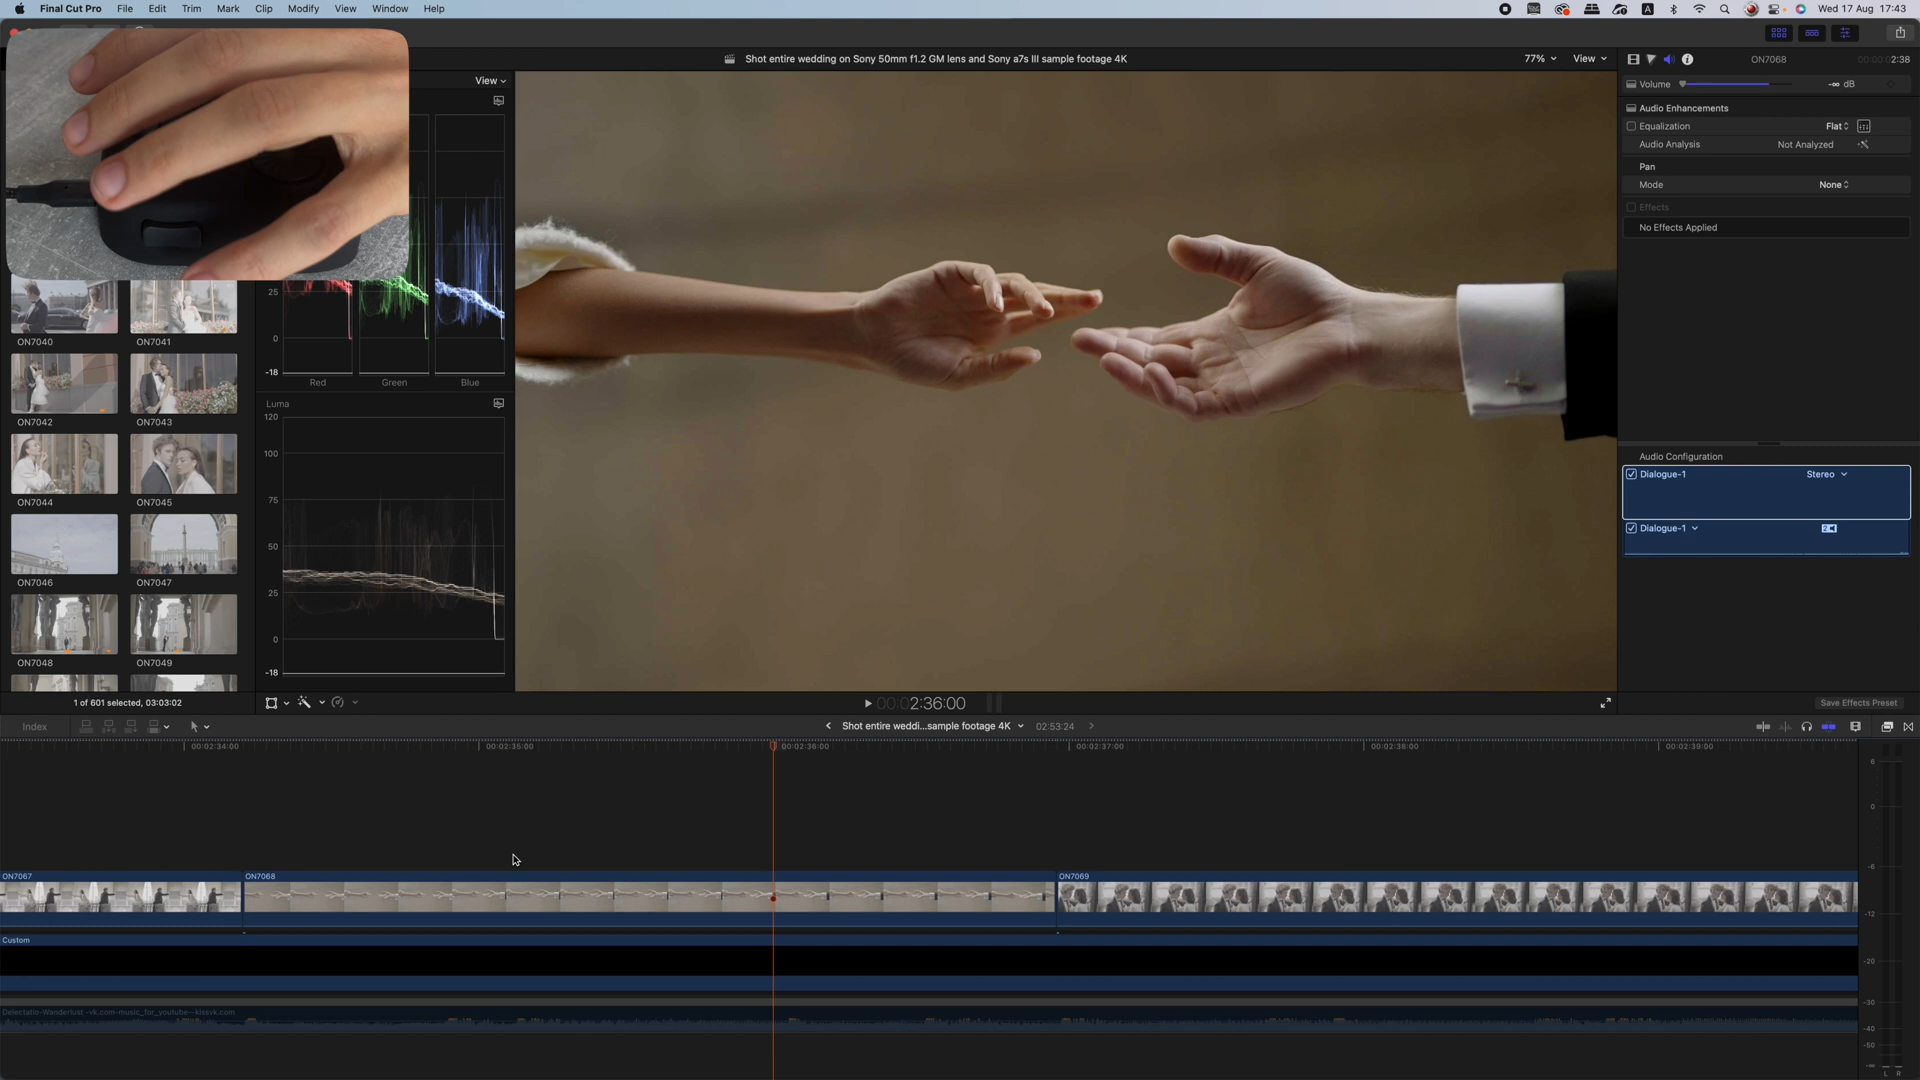 Final Cut Pro File Edit Trim Mark Clip Modify View Window Help
A Wed 17 Aug 17:43
View
Shot entire wedding on Sony 50mm f1.2 GM lens and Sony a7s III sample footage 4K
77% View
ON7068
2:38
Volume
-∞ dB
Audio Enhancements
Equalization Flat
Audio Analysis Not Analyzed
Pan
Mode None
Effects
No Effects Applied
Audio Configuration
Dialogue-1 Stereo
Dialogue-1
Save Effects Preset
ON7040 ON7041
ON7042 ON7043
ON7044 ON7045
ON7046 ON7047
ON7048 ON7049
1 of 601 selected, 03:03:02
25
0
-18
Red Green Blue
Luma
120
100
75
50
25
0
-18
00:00:2:36:00
Index
Shot entire weddi...sample footage 4K 02:53:24
00:02:34:00 00:02:35:00 00:02:36:00 00:02:37:00 00:02:38:00 00:02:39:00
ON7067 ON7068 ON7069
Custom
Delectatio-Wanderlust -vk.com-music_for_youtube--kissvk.com
6
0
-6
-12
-20
-30
-40
-50
-∞
L R